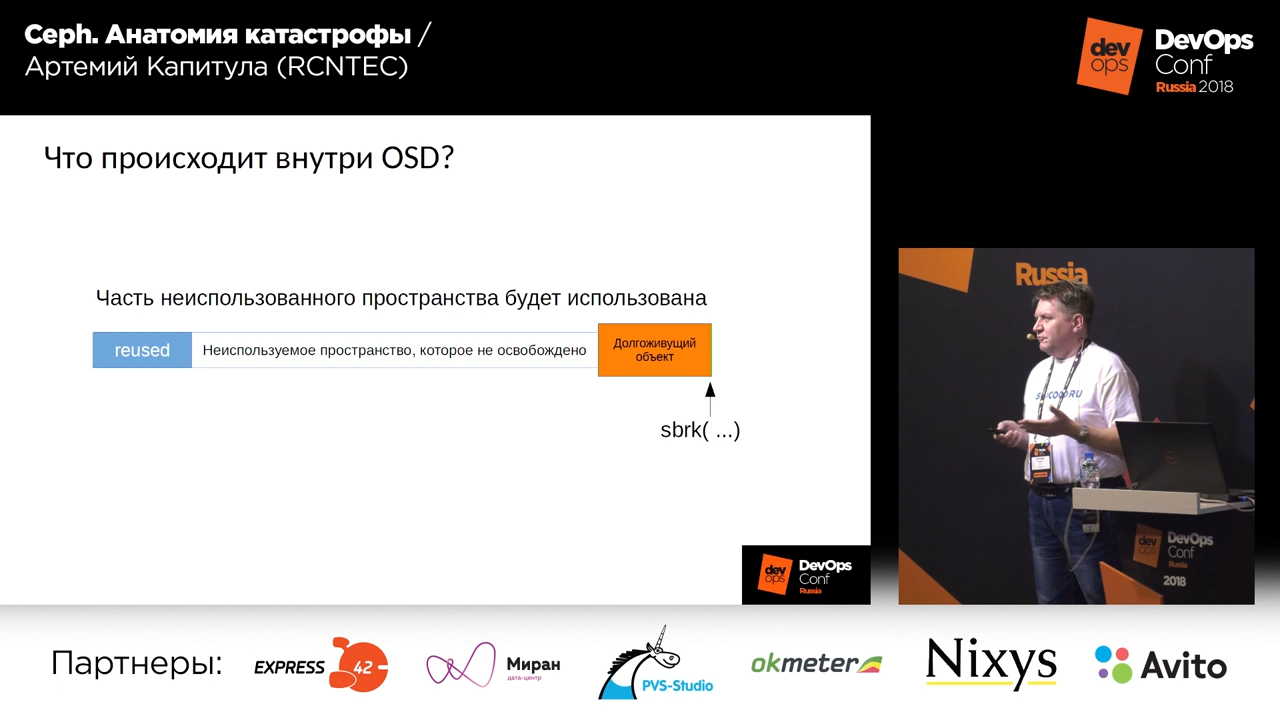 Ceph. Анатомия катастрофы /
Артемий Капитула (RCNTEC)
dev
ops
DevOps
Conf
Russia 2018
Что происходит внутри OSD?
Часть неиспользованного пространства будет использована
reused
Неиспользуемое пространство, которое не освобождено
Долгоживущий
объект
sbrk( ...)
dev
ops
DevOps
Conf
Russia
Russia
dev
ops
DevOps
Conf
Russia
2018
Партнеры:
EXPRESS 42
Миран
дата-центр
PVS-Studio
okmeter
Nixys
Avito